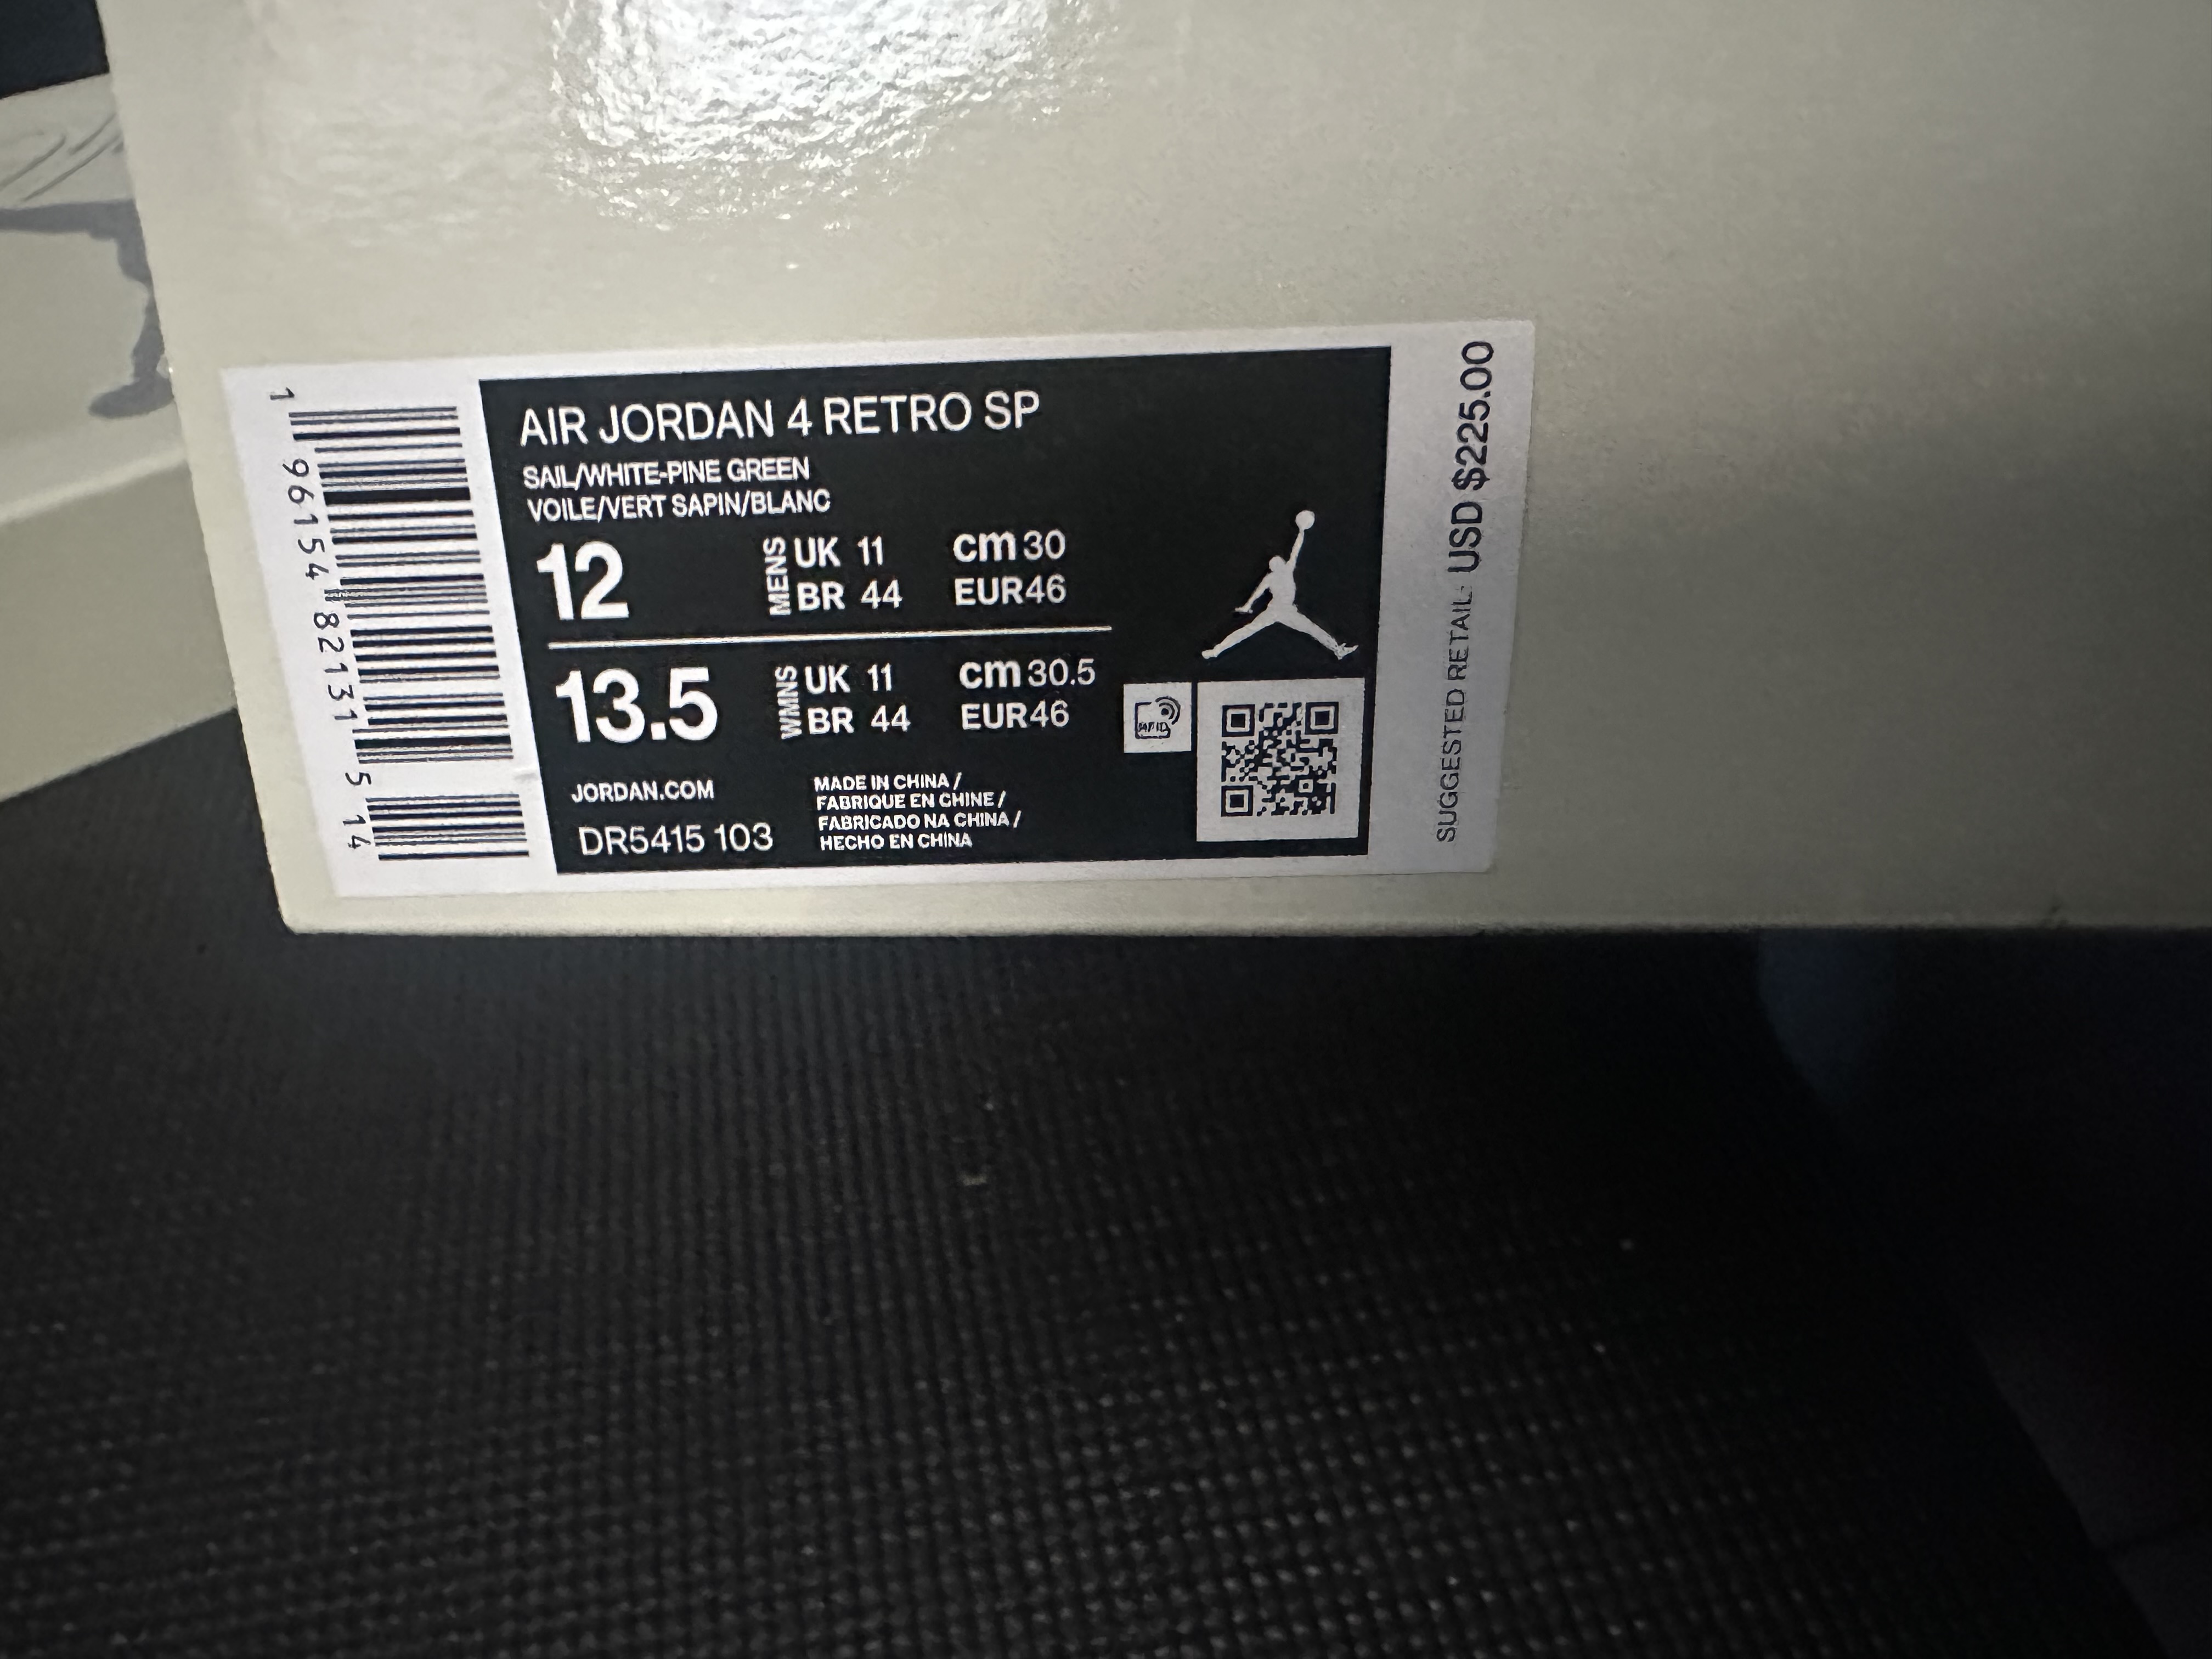 1 96154 82131 5 14
AIR JORDAN 4 RETRO SP
SAIL/WHITE-PINE GREEN
VOILE/VERT SAPIN/BLANC
12 MENS UK 11 cm 30
BR 44 EUR46
13.5 WMNS UK 11 cm 30.5
BR 44 EUR46
RFID
JORDAN.COM
DR5415 103
MADE IN CHINA /
FABRIQUE EN CHINE /
FABRICADO NA CHINA /
HECHO EN CHINA
SUGGESTED RETAIL: USD $225.00